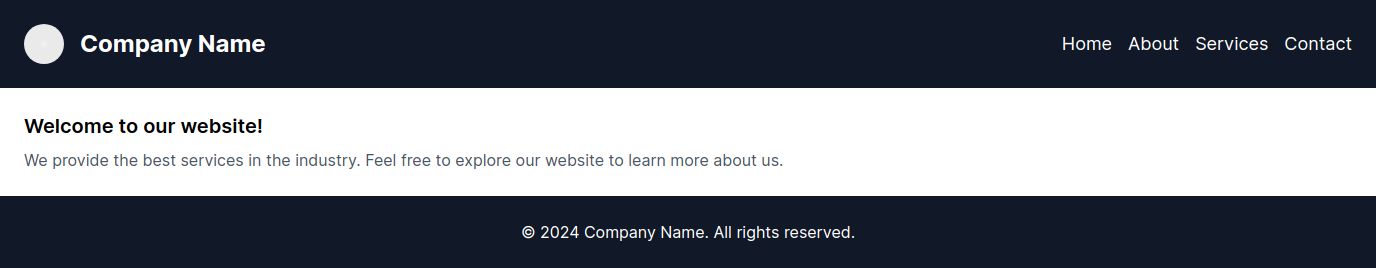 Company Name
Home About Services Contact
Welcome to our website!
We provide the best services in the industry. Feel free to explore our website to learn more about us.
© 2024 Company Name. All rights reserved.